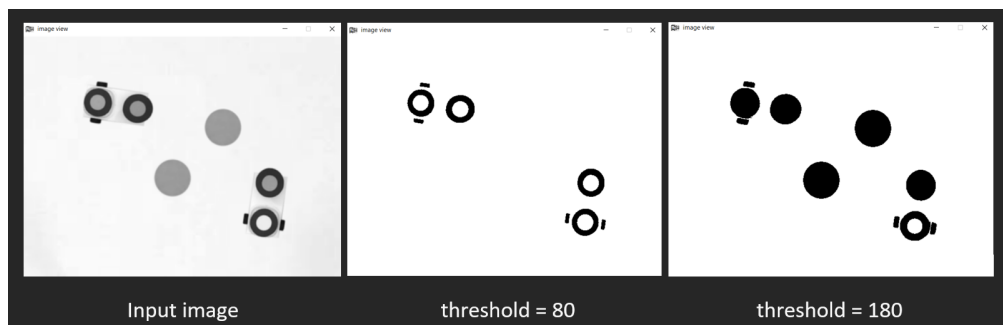 image view
image view
image view
Input image
threshold = 80
threshold = 180